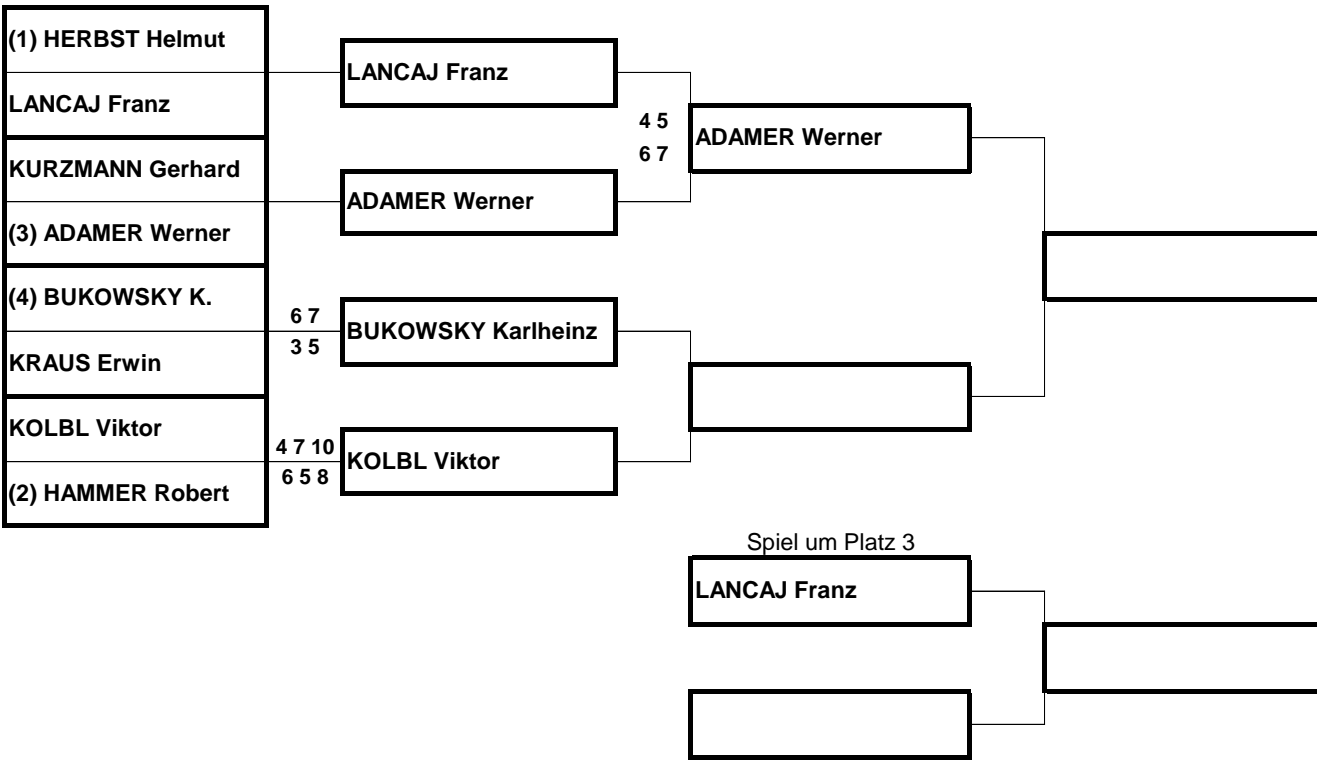 (1) HERBST Helmut
LANCAJ Franz
KURZMANN Gerhard
(3) ADAMER Werner
(4) BUKOWSKY K.
KRAUS Erwin
KOLBL Viktor
(2) HAMMER Robert
6 7
3 5
4 7 10
6 5 8
LANCAJ Franz
ADAMER Werner
BUKOWSKY Karlheinz
KOLBL Viktor
4 5
6 7
ADAMER Werner
Spiel um Platz 3
LANCAJ Franz